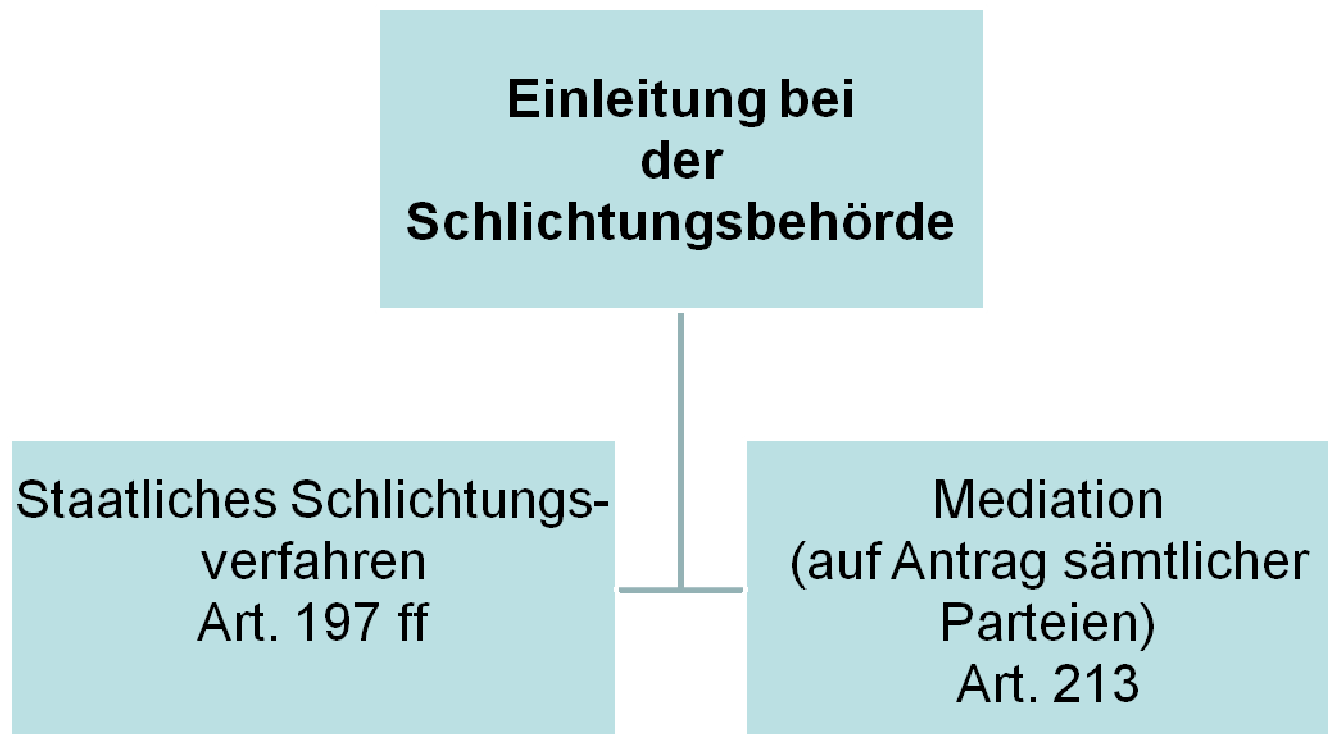 Einleitung bei
der
Schlichtungsbehörde
Staatliches Schlichtungs-
verfahren
Art. 197 ff
Mediation
(auf Antrag sämtlicher
Parteien)
Art. 213